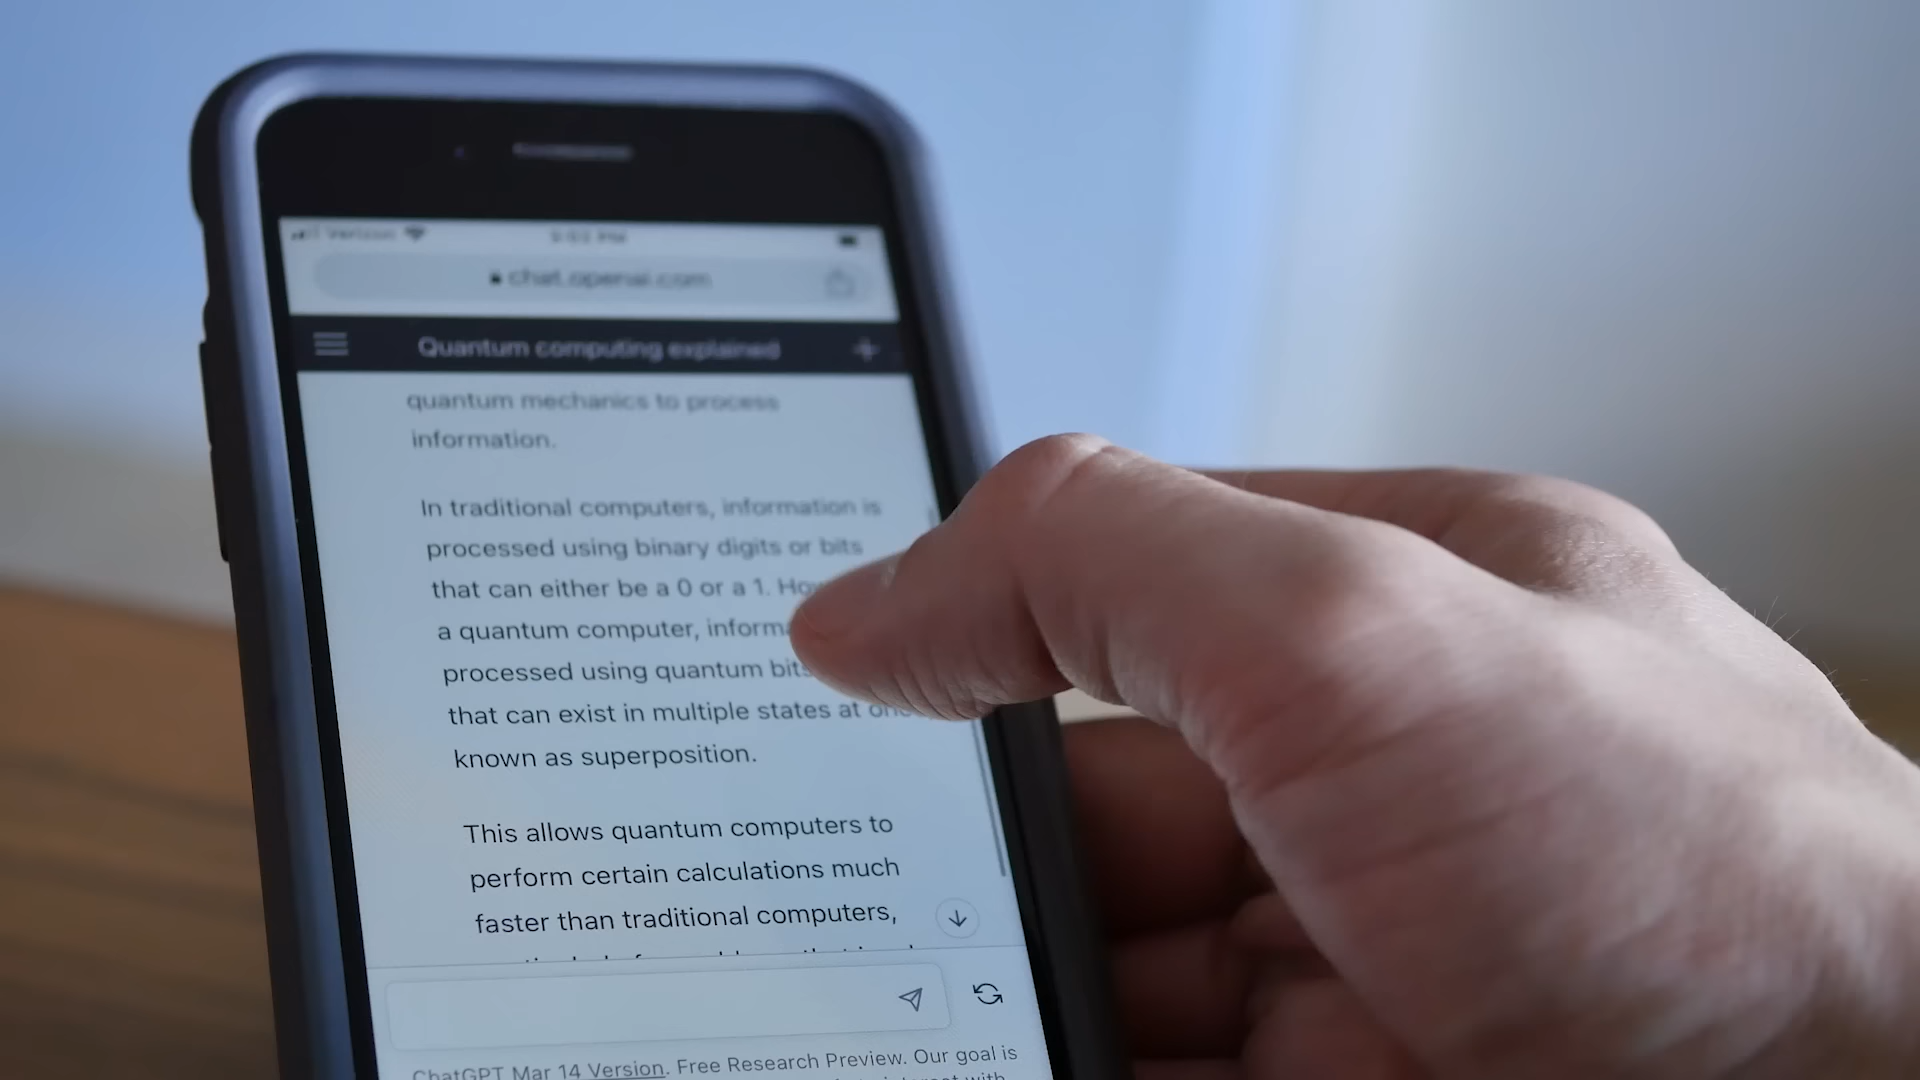 Verizon
chat.openai.com
Quantum computing explained
quantum mechanics to process
information.
In traditional computers, information is
processed using binary digits or bits
that can either be a 0 or a 1.
a quantum computer,
processed using quantum bits
that can exist in multiple states at
known as superposition.
This allows quantum computers to
perform certain calculations much
faster than traditional computers,
ChatGPT Mar 14 Version. Free Research Preview. Our goal is